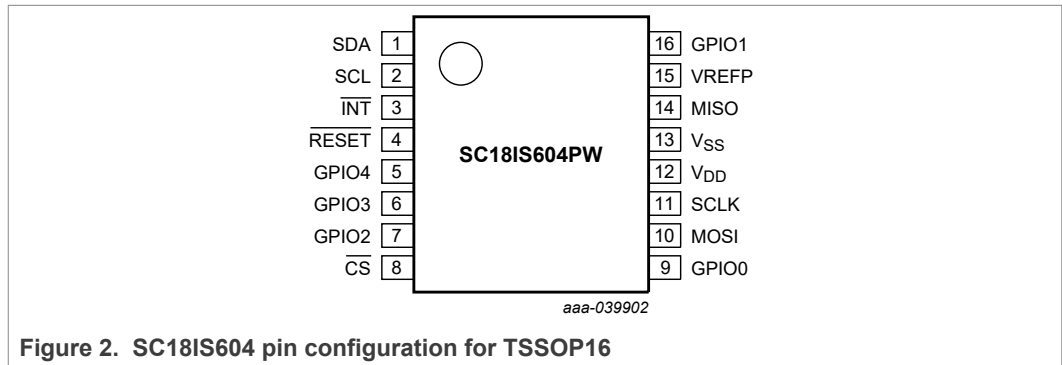 SDA 1 16 GPIO1
SCL 2 15 VREFP
INT 3 14 MISO
RESET 4 13 VSS
SC18IS604PW
GPIO4 5 12 VDD
GPIO3 6 11 SCLK
GPIO2 7 10 MOSI
CS 8 9 GPIO0
aaa-039902
Figure 2. SC18IS604 pin configuration for TSSOP16